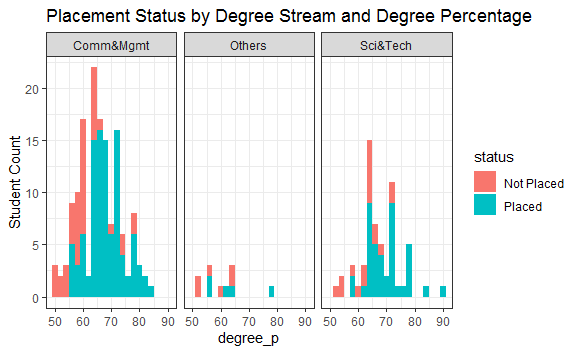 Placement Status by Degree Stream and Degree Percentage
Comm&Mgmt
Others
Sci&Tech
20
15
10
5
0
Student Count
50 60 70 80 90
50 60 70 80 90
50 60 70 80 90
degree_p
status
Not Placed
Placed